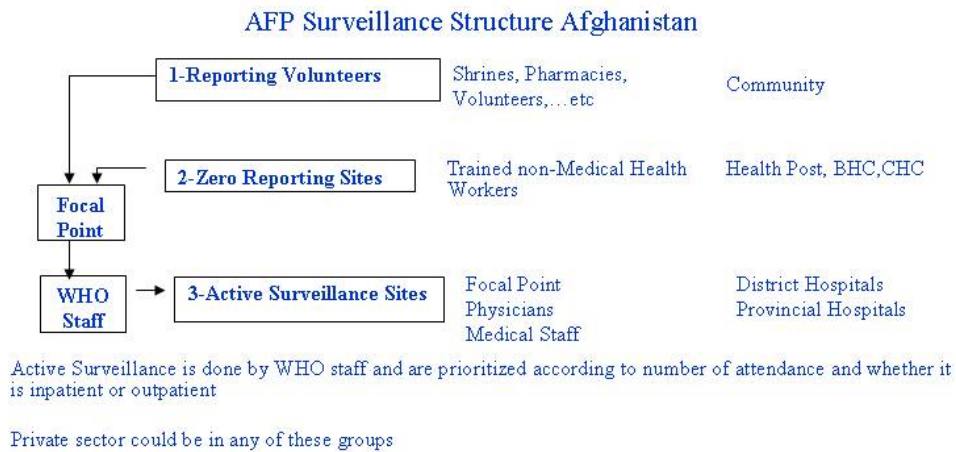 AFP Surveillance Structure Afghanistan
1-Reporting Volunteers
Shrines, Pharmacies,
Volunteers,...etc
Community
2-Zero Reporting Sites
Trained non-Medical Health
Workers
Health Post, BHC,CHC
Focal
Point
WHO
Staff
3-Active Surveillance Sites
Focal Point
Physicians
Medical Staff
District Hospitals
Provincial Hospitals
Active Surveillance is done by WHO staff and are prioritized according to number of attendance and whether it
is inpatient or outpatient
Private sector could be in any of these groups